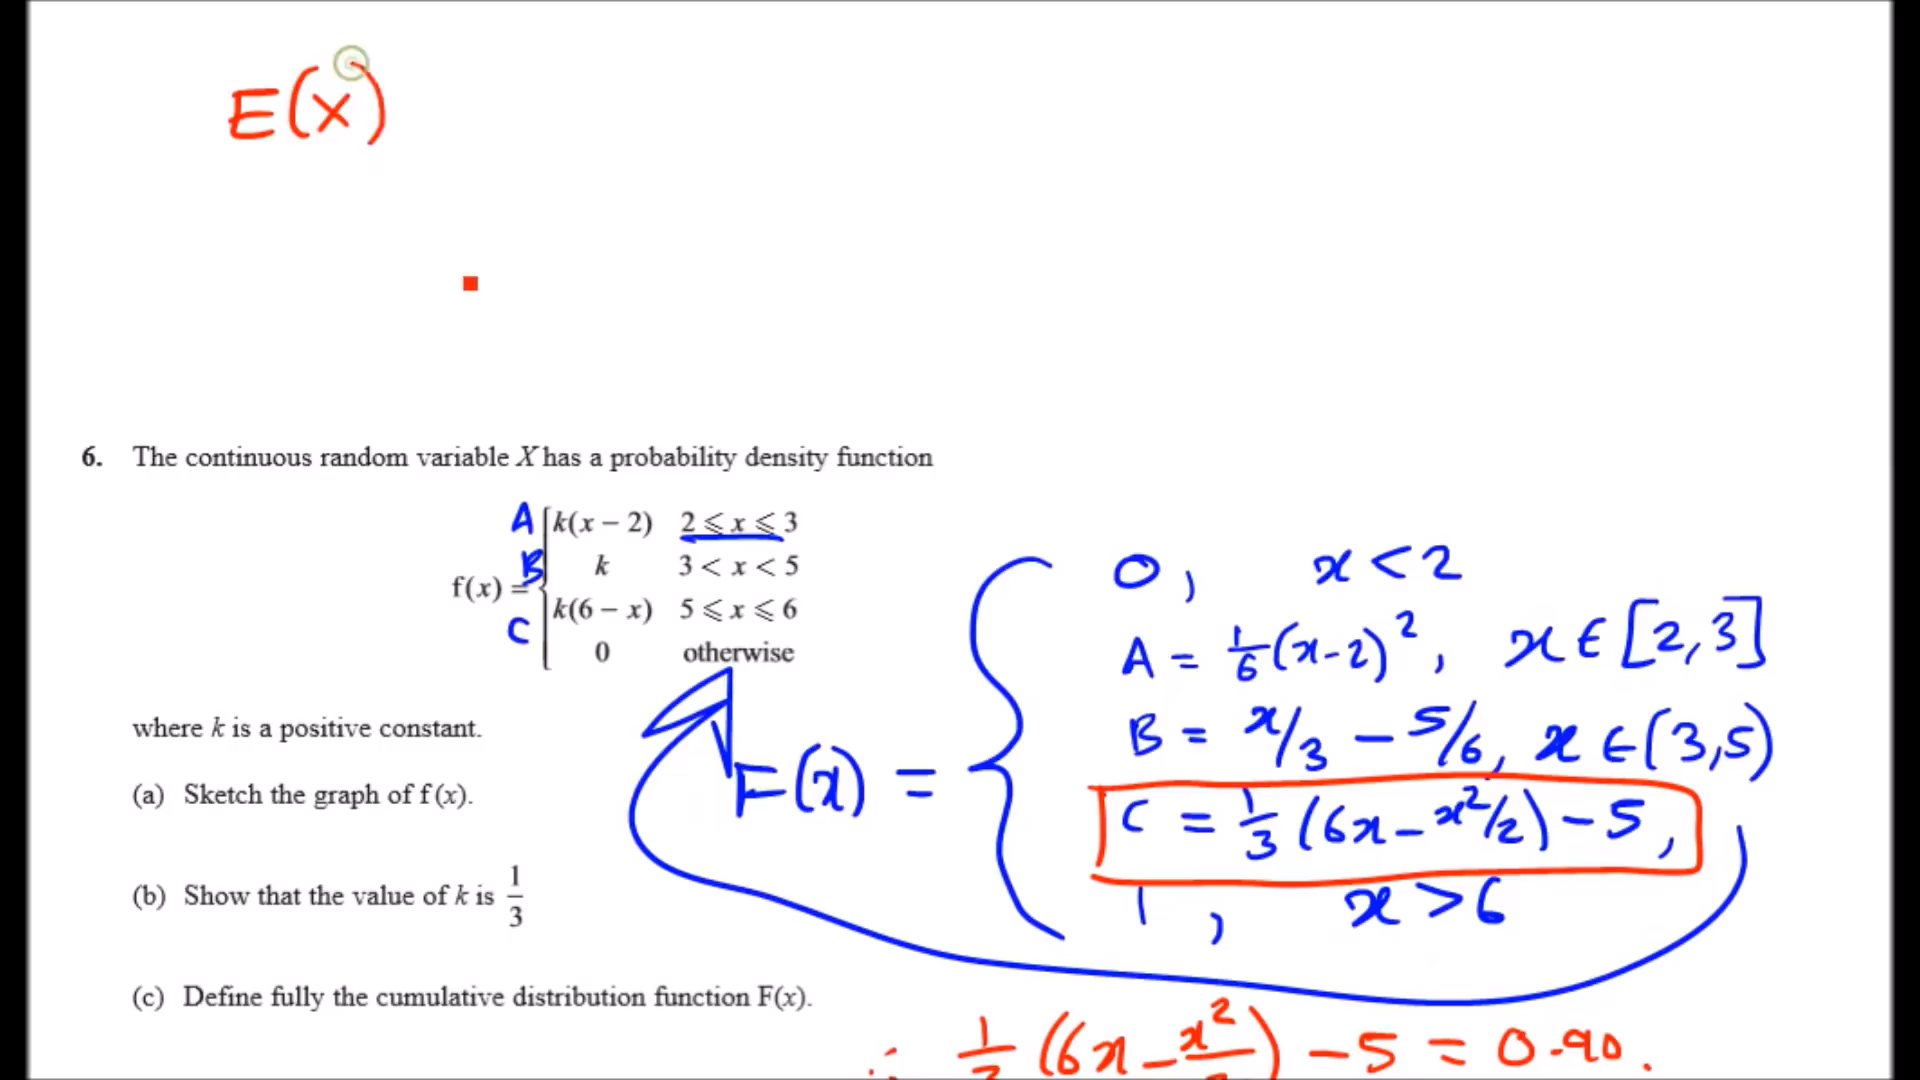 E(x)
6. The continuous random variable X has a probability density function
A k(x − 2) 2 ⩽ x ⩽ 3
B k 3 < x < 5
f(x) =
C k(6 − x) 5 ⩽ x ⩽ 6
0 otherwise
where k is a positive constant.
(a) Sketch the graph of f(x).
(b) Show that the value of k is 1/3
(c) Define fully the cumulative distribution function F(x).
F(x) =
0, x < 2
A = 1/6 (x-2)², x ∈ [2,3]
B = x/3 − 5/6, x ∈ (3,5)
C = 1/3 (6x − x²/2) − 5,
1, x > 6
∴ 1/3 (6x − x²/2) − 5 = 0.90.